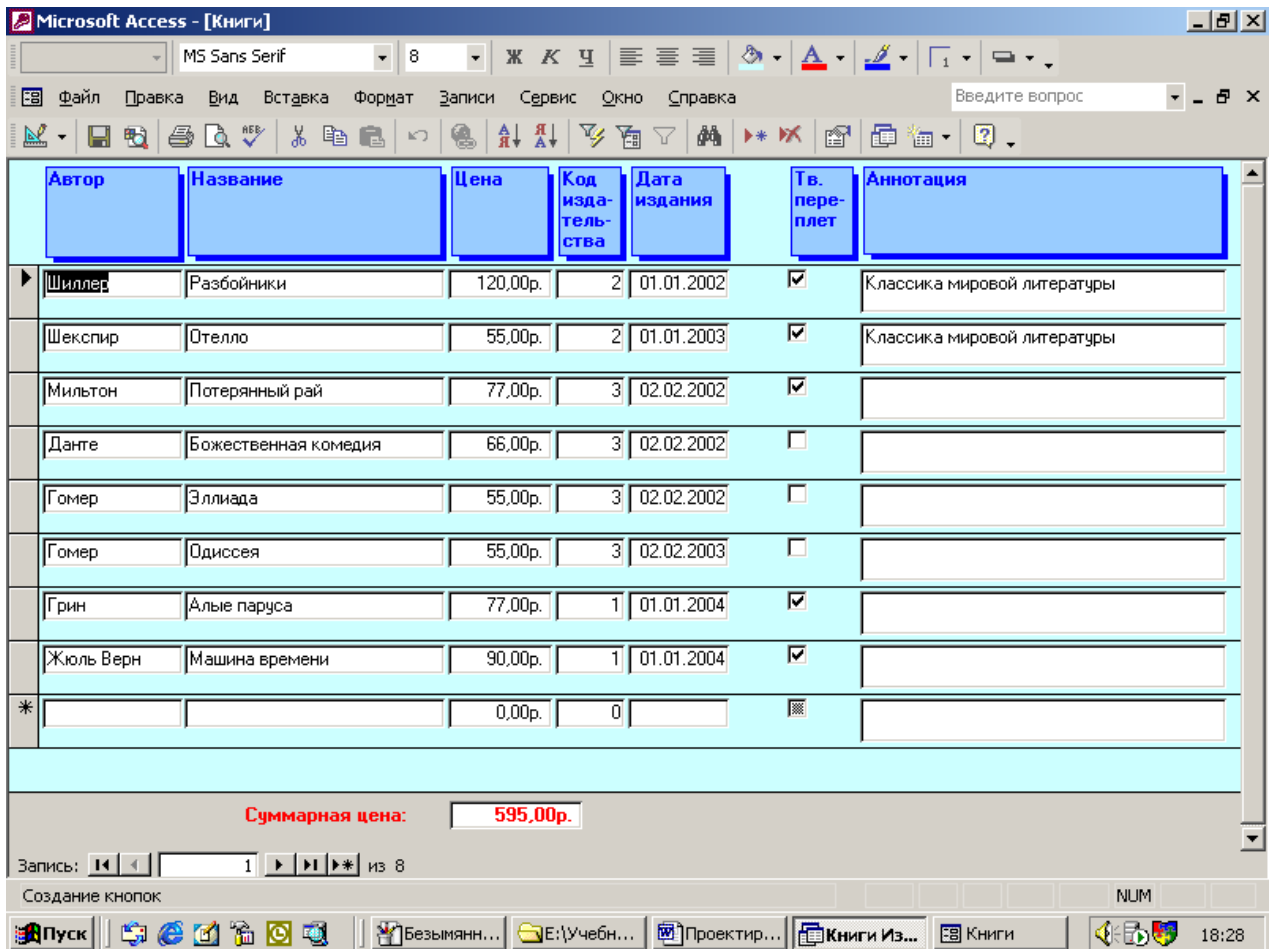 Microsoft Access - [Книги]
MS Sans Serif 8 Ж К Ч
Файл Правка Вид Вставка Формат Записи Сервис Окно Справка Введите вопрос
Автор Название Цена Код изда-тель-ства Дата издания Тв. пере-плет Аннотация
Шиллер Разбойники 120,00р. 2 01.01.2002 Классика мировой литературы
Шекспир Отелло 55,00р. 2 01.01.2003 Классика мировой литературы
Мильтон Потерянный рай 77,00р. 3 02.02.2002
Данте Божественная комедия 66,00р. 3 02.02.2002
Гомер Эллиада 55,00р. 3 02.02.2002
Гомер Одиссея 55,00р. 3 02.02.2003
Грин Алые паруса 77,00р. 1 01.01.2004
Жюль Верн Машина времени 90,00р. 1 01.01.2004
0,00р. 0
Суммарная цена: 595,00р.
Запись: 1 из 8
Создание кнопок NUM
Пуск Безымянн... E:\Учебн... Проектир... Книги Из... Книги 18:28